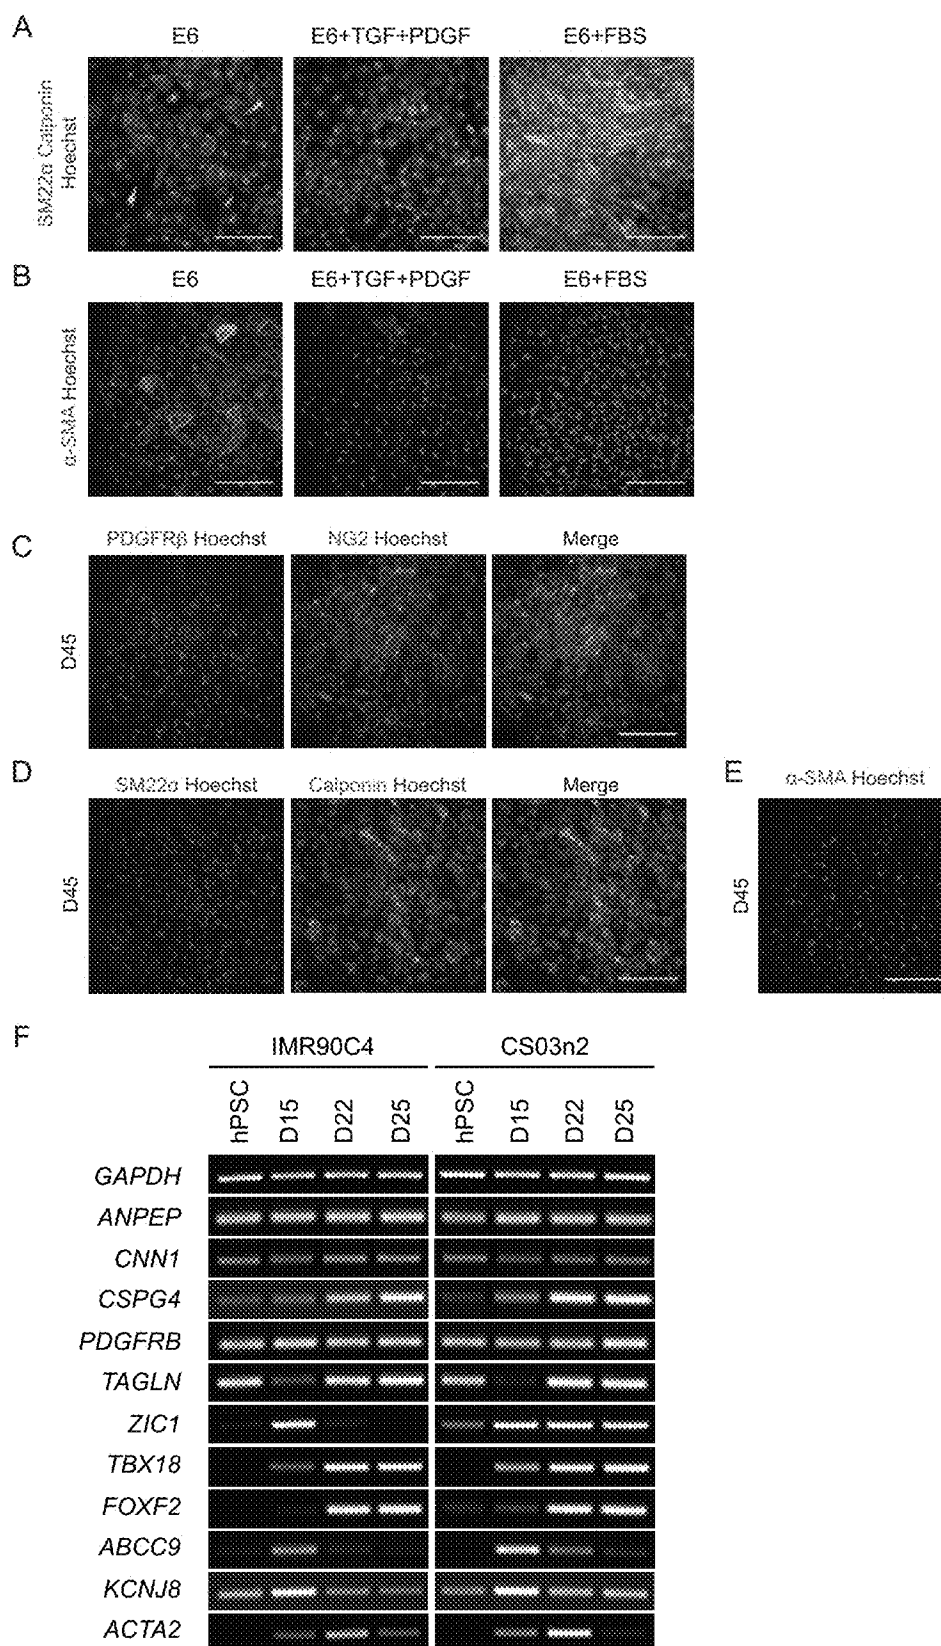 A
E6 E6+TGF+PDGF E6+FBS
SM22α Calponin
Hoechst
B
E6 E6+TGF+PDGF E6+FBS
α-SMA Hoechst
C
PDGFRβ Hoechst NG2 Hoechst Merge
D45
D
SM22α Hoechst Calponin Hoechst Merge
D45
E
α-SMA Hoechst
D45
F
IMR90C4 CS03n2
hPSC D15 D22 D25 hPSC D15 D22 D25
GAPDH
ANPEP
CNN1
CSPG4
PDGFRB
TAGLN
ZIC1
TBX18
FOXF2
ABCC9
KCNJ8
ACTA2